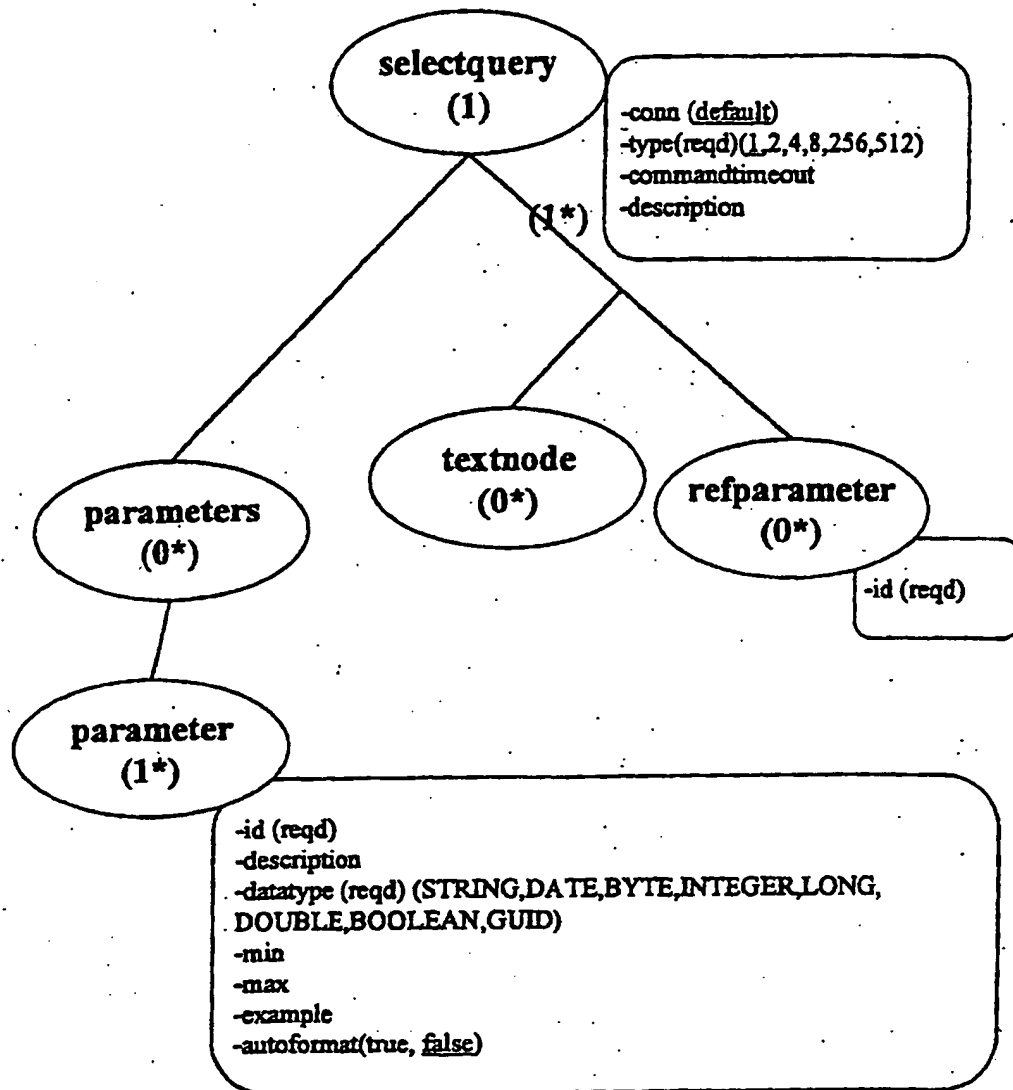 selectquery
(1)
-conn (default)
-type(reqd)(1,2,4,8,256,512)
-commandtimeout
-description
(1*)
textnode
(0*)
refparameter
(0*)
-id (reqd)
parameters
(0*)
parameter
(1*)
-id (reqd)
-description
-datatype (reqd) (STRING,DATE,BYTE,INTEGER,LONG,
DOUBLE,BOOLEAN,GUID)
-min
-max
-example
-autoformat(true, false)